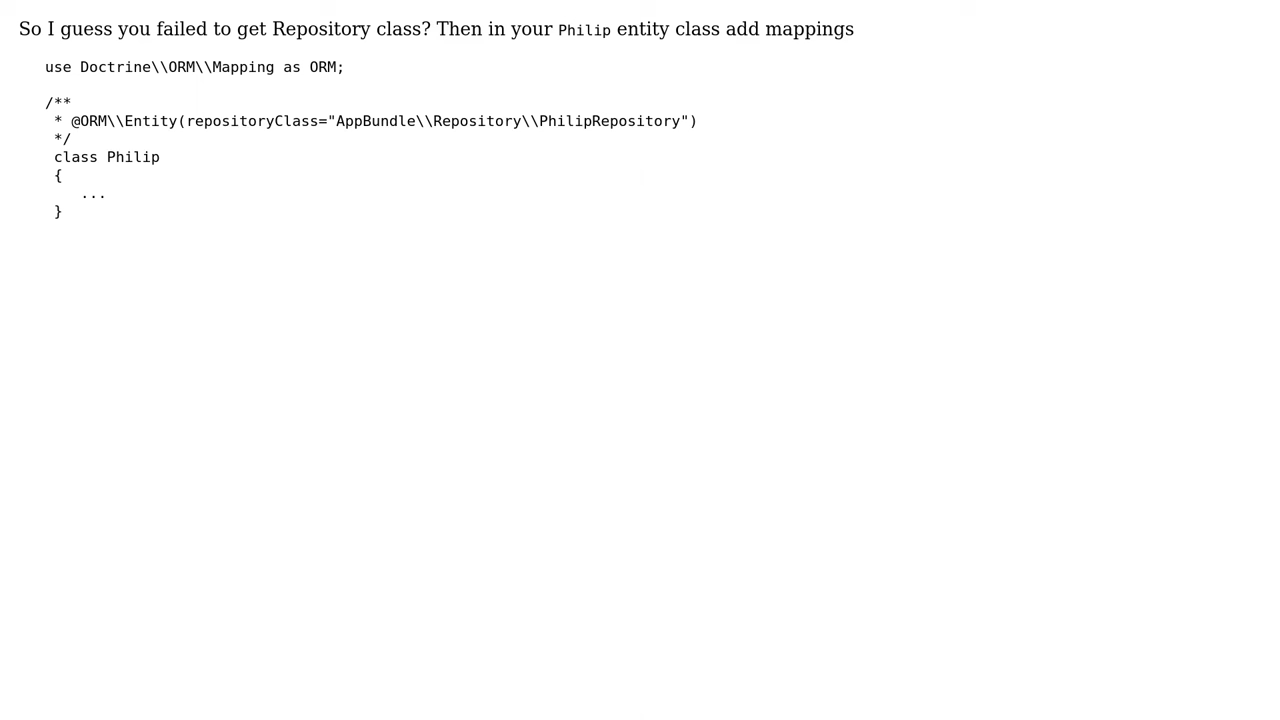 So I guess you failed to get Repository class? Then in your Philip entity class add mappings
use Doctrine\\ORM\\Mapping as ORM;
/**
 * @ORM\\Entity(repositoryClass="AppBundle\\Repository\\PhilipRepository")
 */
 class Philip
 {
    ...
 }